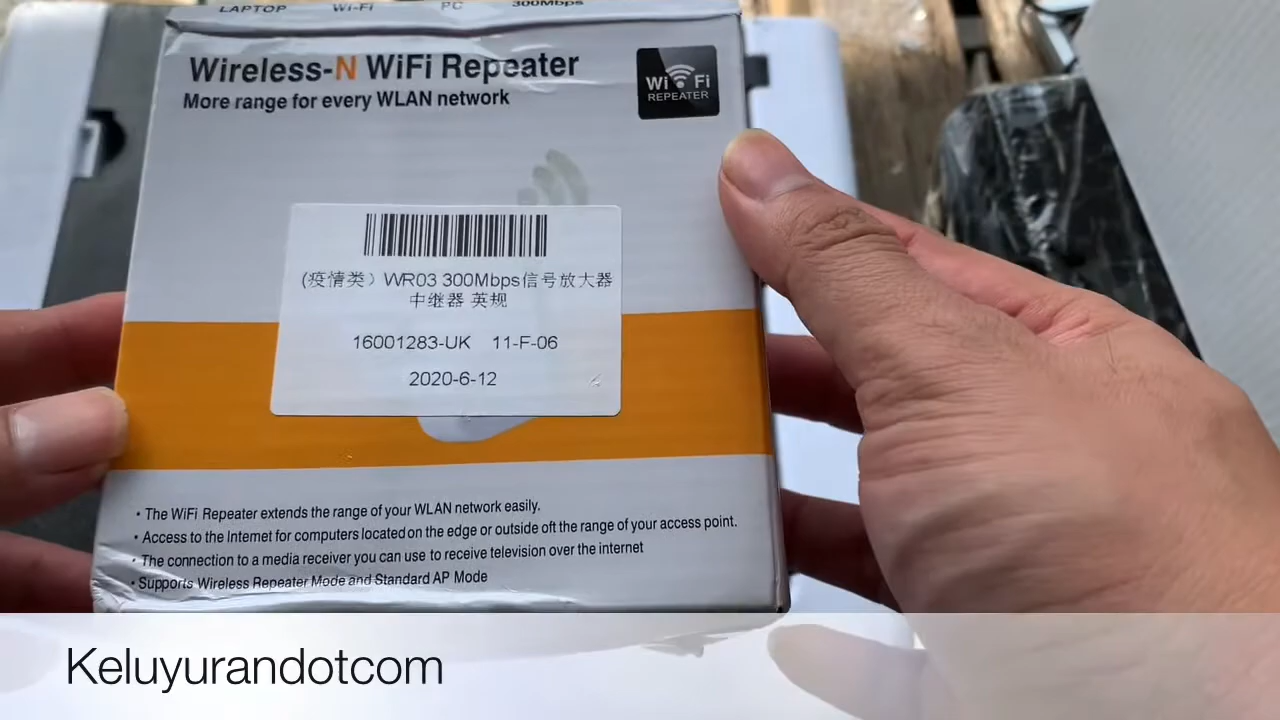 LAPTOP Wi-Fi PC 300Mbps
Wireless-N WiFi Repeater
More range for every WLAN network
Wi Fi
REPEATER
(疫情类）WR03 300Mbps信号放大器
中继器 英规
16001283-UK 11-F-06
2020-6-12
• The WiFi Repeater extends the range of your WLAN network easily.
• Access to the Internet for computers located on the edge or outside oft the range of your access point.
• The connection to a media receiver you can use to receive television over the internet
• Supports Wireless Repeater Mode and Standard AP Mode
Keluyurandotcom